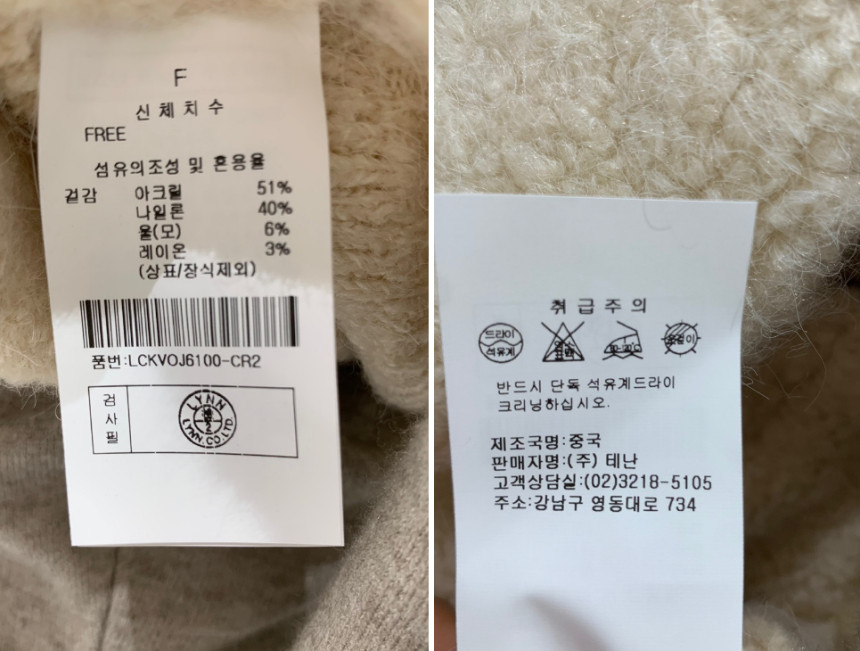 F
신체치수
FREE
섬유의조성 및 혼용율
겉감 아크릴 51%
나일론 40%
울(모) 6%
레이온 3%
(상표/장식제외)
품번:LCKVOJ6100-CR2
검사필
LYNN
LYNN.CO.LTD
취급주의
드라이
석유계
반드시 단독 석유계드라이
크리닝하십시오.
제조국명:중국
판매자명:(주) 테난
고객상담실:(02)3218-5105
주소:강남구 영동대로 734